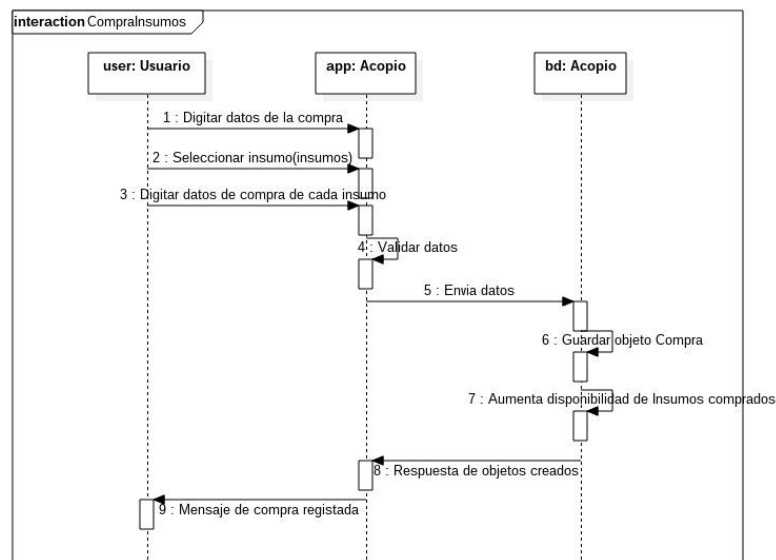 interaction CompraInsumos
user: Usuario
app: Acopio
bd: Acopio
1 : Digitar datos de la compra
2 : Seleccionar insumo(insumos)
3 : Digitar datos de compra de cada insumo
4 : Validar datos
5 : Envia datos
6 : Guardar objeto Compra
7 : Aumenta disponibilidad de Insumos comprados
8 : Respuesta de objetos creados
9 : Mensaje de compra registada